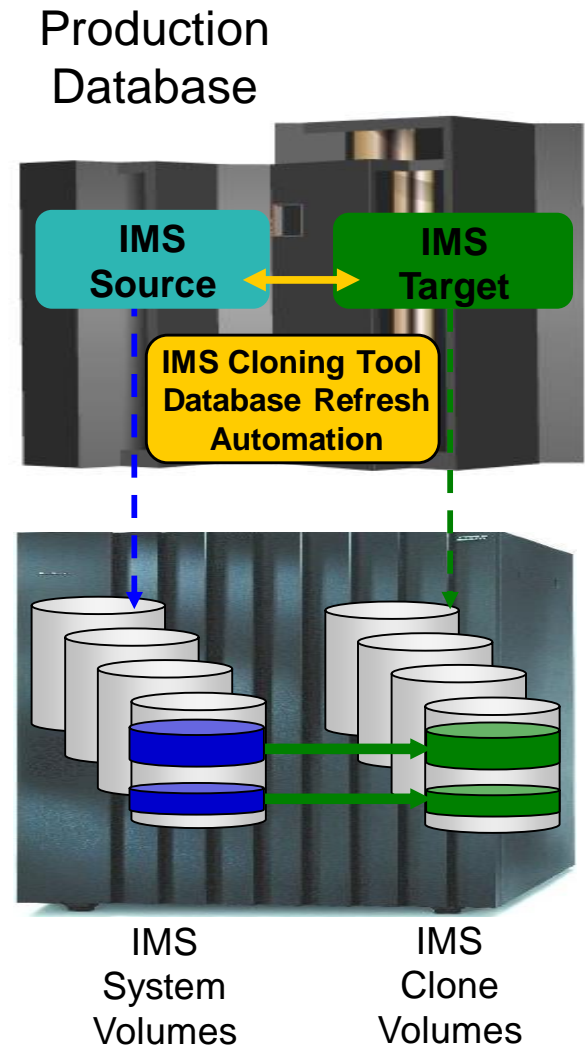 Production
Database
IMS
Source
IMS
Target
IMS Cloning Tool
Database Refresh
Automation
IMS
System
Volumes
IMS
Clone
Volumes